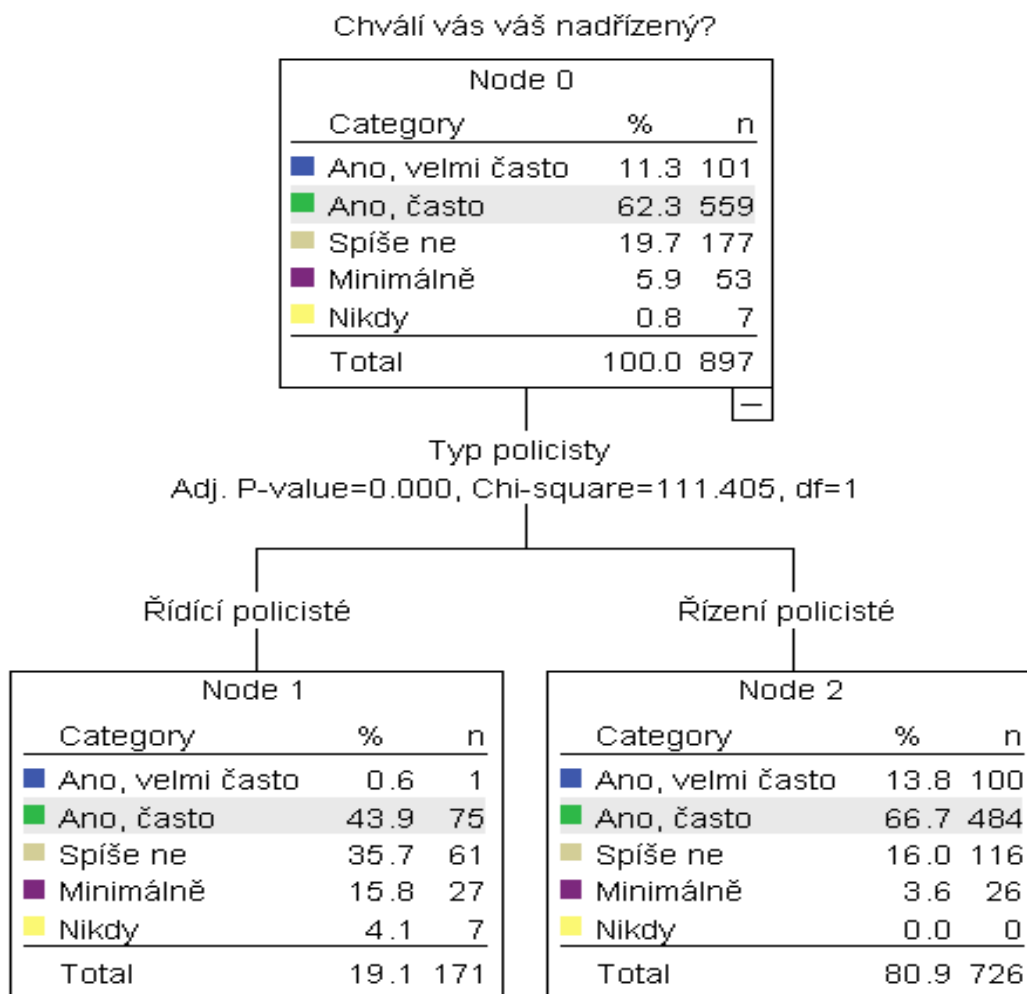 Chválí vás váš nadřízený?
Node 0
Category % n
Ano, velmi často 11.3 101
Ano, často 62.3 559
Spíše ne 19.7 177
Minimálně 5.9 53
Nikdy 0.8 7
Total 100.0 897
Typ policisty
Adj. P-value=0.000, Chi-square=111.405, df=1
Řídící policisté
Řízení policisté
Node 1
Category % n
Ano, velmi často 0.6 1
Ano, často 43.9 75
Spíše ne 35.7 61
Minimálně 15.8 27
Nikdy 4.1 7
Total 19.1 171
Node 2
Category % n
Ano, velmi často 13.8 100
Ano, často 66.7 484
Spíše ne 16.0 116
Minimálně 3.6 26
Nikdy 0.0 0
Total 80.9 726